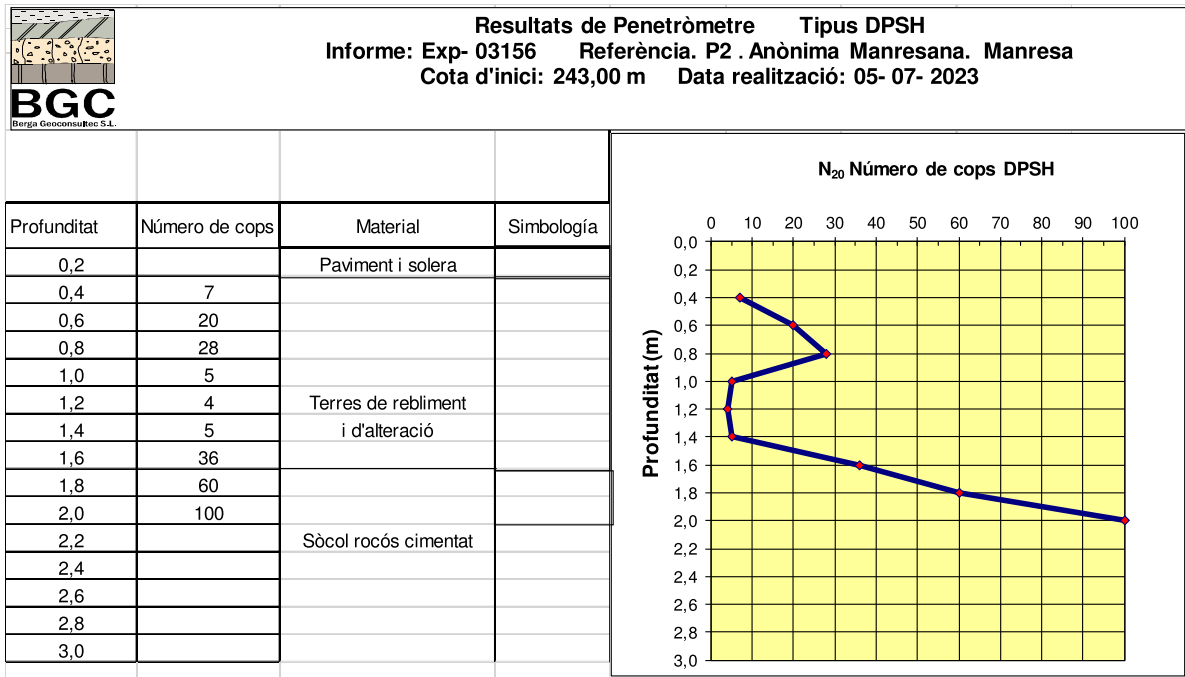 Resultats de Penetròmetre Tipus DPSH
Informe: Exp- 03156 Referència. P2 . Anònima Manresana. Manresa
Cota d'inici: 243,00 m Data realització: 05- 07- 2023
BGC
Berga Geoconsultec S.L.
Profunditat Número de cops Material Simbología
0,2 Paviment i solera
0,4 7
0,6 20
0,8 28
1,0 5
1,2 4 Terres de rebliment
1,4 5 i d'alteració
1,6 36
1,8 60
2,0 100
2,2 Sòcol rocós cimentat
2,4
2,6
2,8
3,0
N20 Número de cops DPSH
0 10 20 30 40 50 60 70 80 90 100
Profunditat (m)
0,0
0,2
0,4
0,6
0,8
1,0
1,2
1,4
1,6
1,8
2,0
2,2
2,4
2,6
2,8
3,0